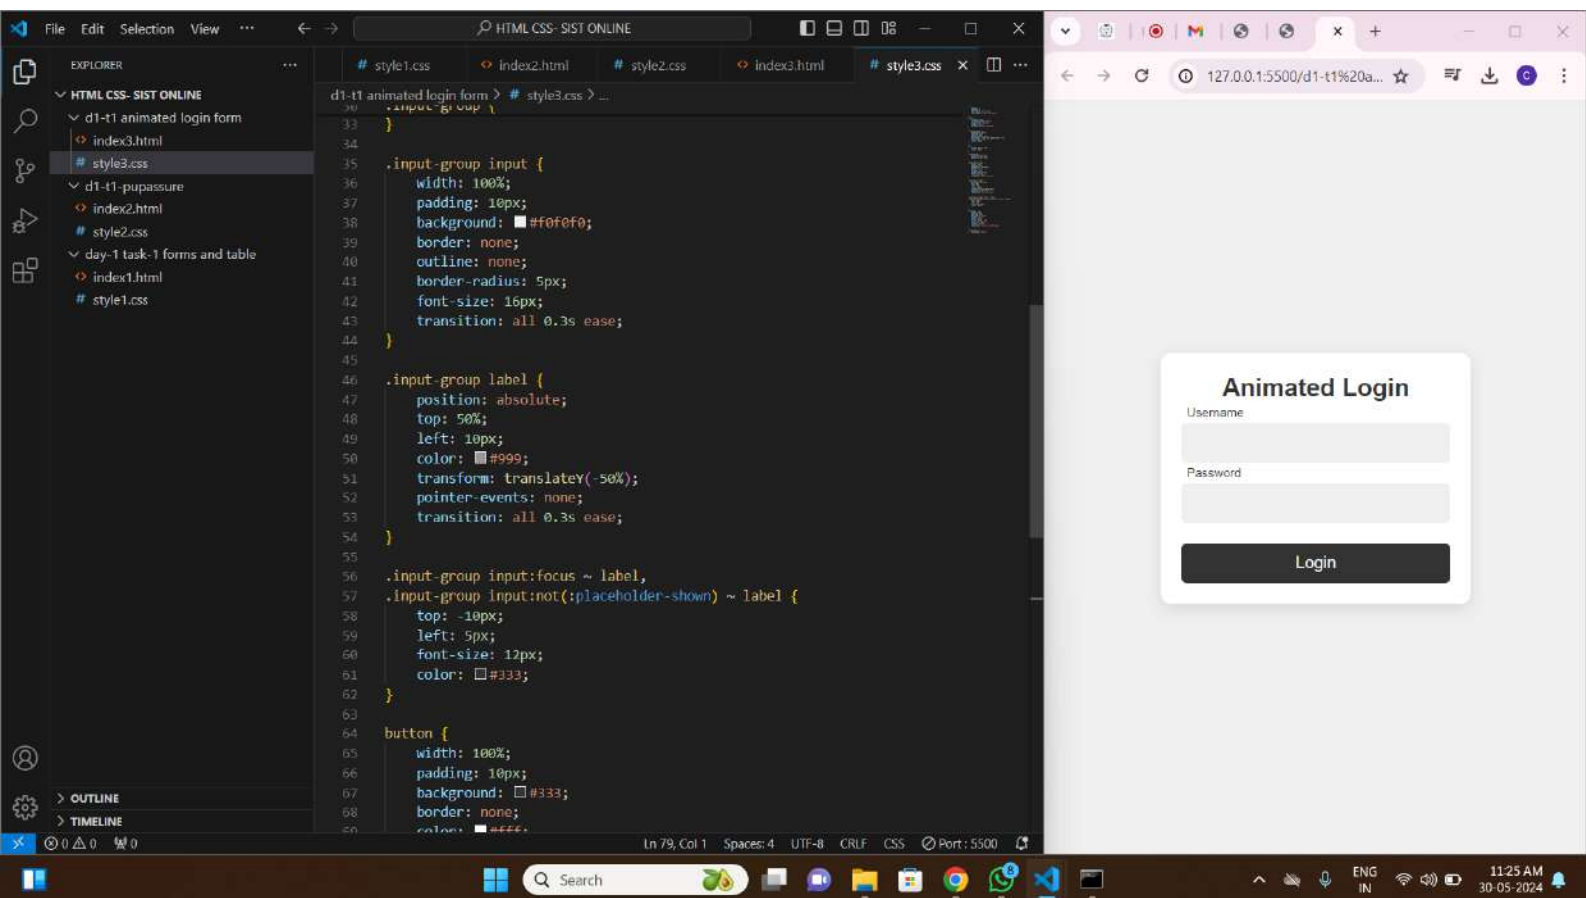 File Edit Selection View ··· HTML CSS- SIST ONLINE
EXPLORER ···
HTML CSS- SIST ONLINE
d1-t1 animated login form
index3.html
# style3.css
d1-t1-pupassure
index2.html
# style2.css
day-1 task-1 forms and table
index1.html
# style1.css
OUTLINE
TIMELINE
# style1.css index2.html # style2.css index3.html # style3.css
d1-t1 animated login form > # style3.css > ...
30 .input-group {
33 }
34
35 .input-group input {
36 width: 100%;
37 padding: 10px;
38 background: #f0f0f0;
39 border: none;
40 outline: none;
41 border-radius: 5px;
42 font-size: 16px;
43 transition: all 0.3s ease;
44 }
45
46 .input-group label {
47 position: absolute;
48 top: 50%;
49 left: 10px;
50 color: #999;
51 transform: translateY(-50%);
52 pointer-events: none;
53 transition: all 0.3s ease;
54 }
55
56 .input-group input:focus ~ label,
57 .input-group input:not(:placeholder-shown) ~ label {
58 top: -10px;
59 left: 5px;
60 font-size: 12px;
61 color: #333;
62 }
63
64 button {
65 width: 100%;
66 padding: 10px;
67 background: #333;
68 border: none;
69 color: #fff;
0 0 0 Ln 79, Col 1 Spaces: 4 UTF-8 CRLF CSS Port : 5500
127.0.0.1:5500/d1-t1%20a... C
Animated Login
Username
Password
Login
Search 8 ENG IN 11:25 AM
30-05-2024